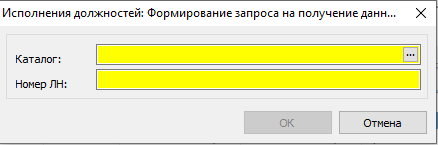 Исполнения должностей: Формирование запроса на получение данн...
Каталог:
...
Номер ЛН:
OK
Отмена